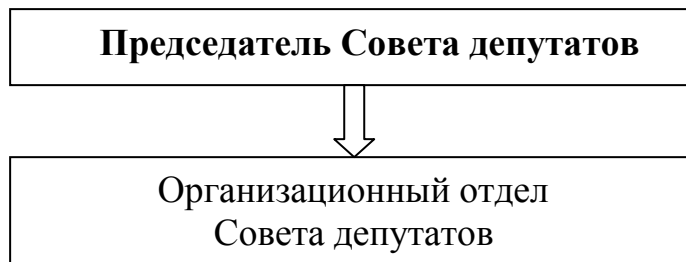 Председатель Совета депутатов
Организационный отдел
Совета депутатов